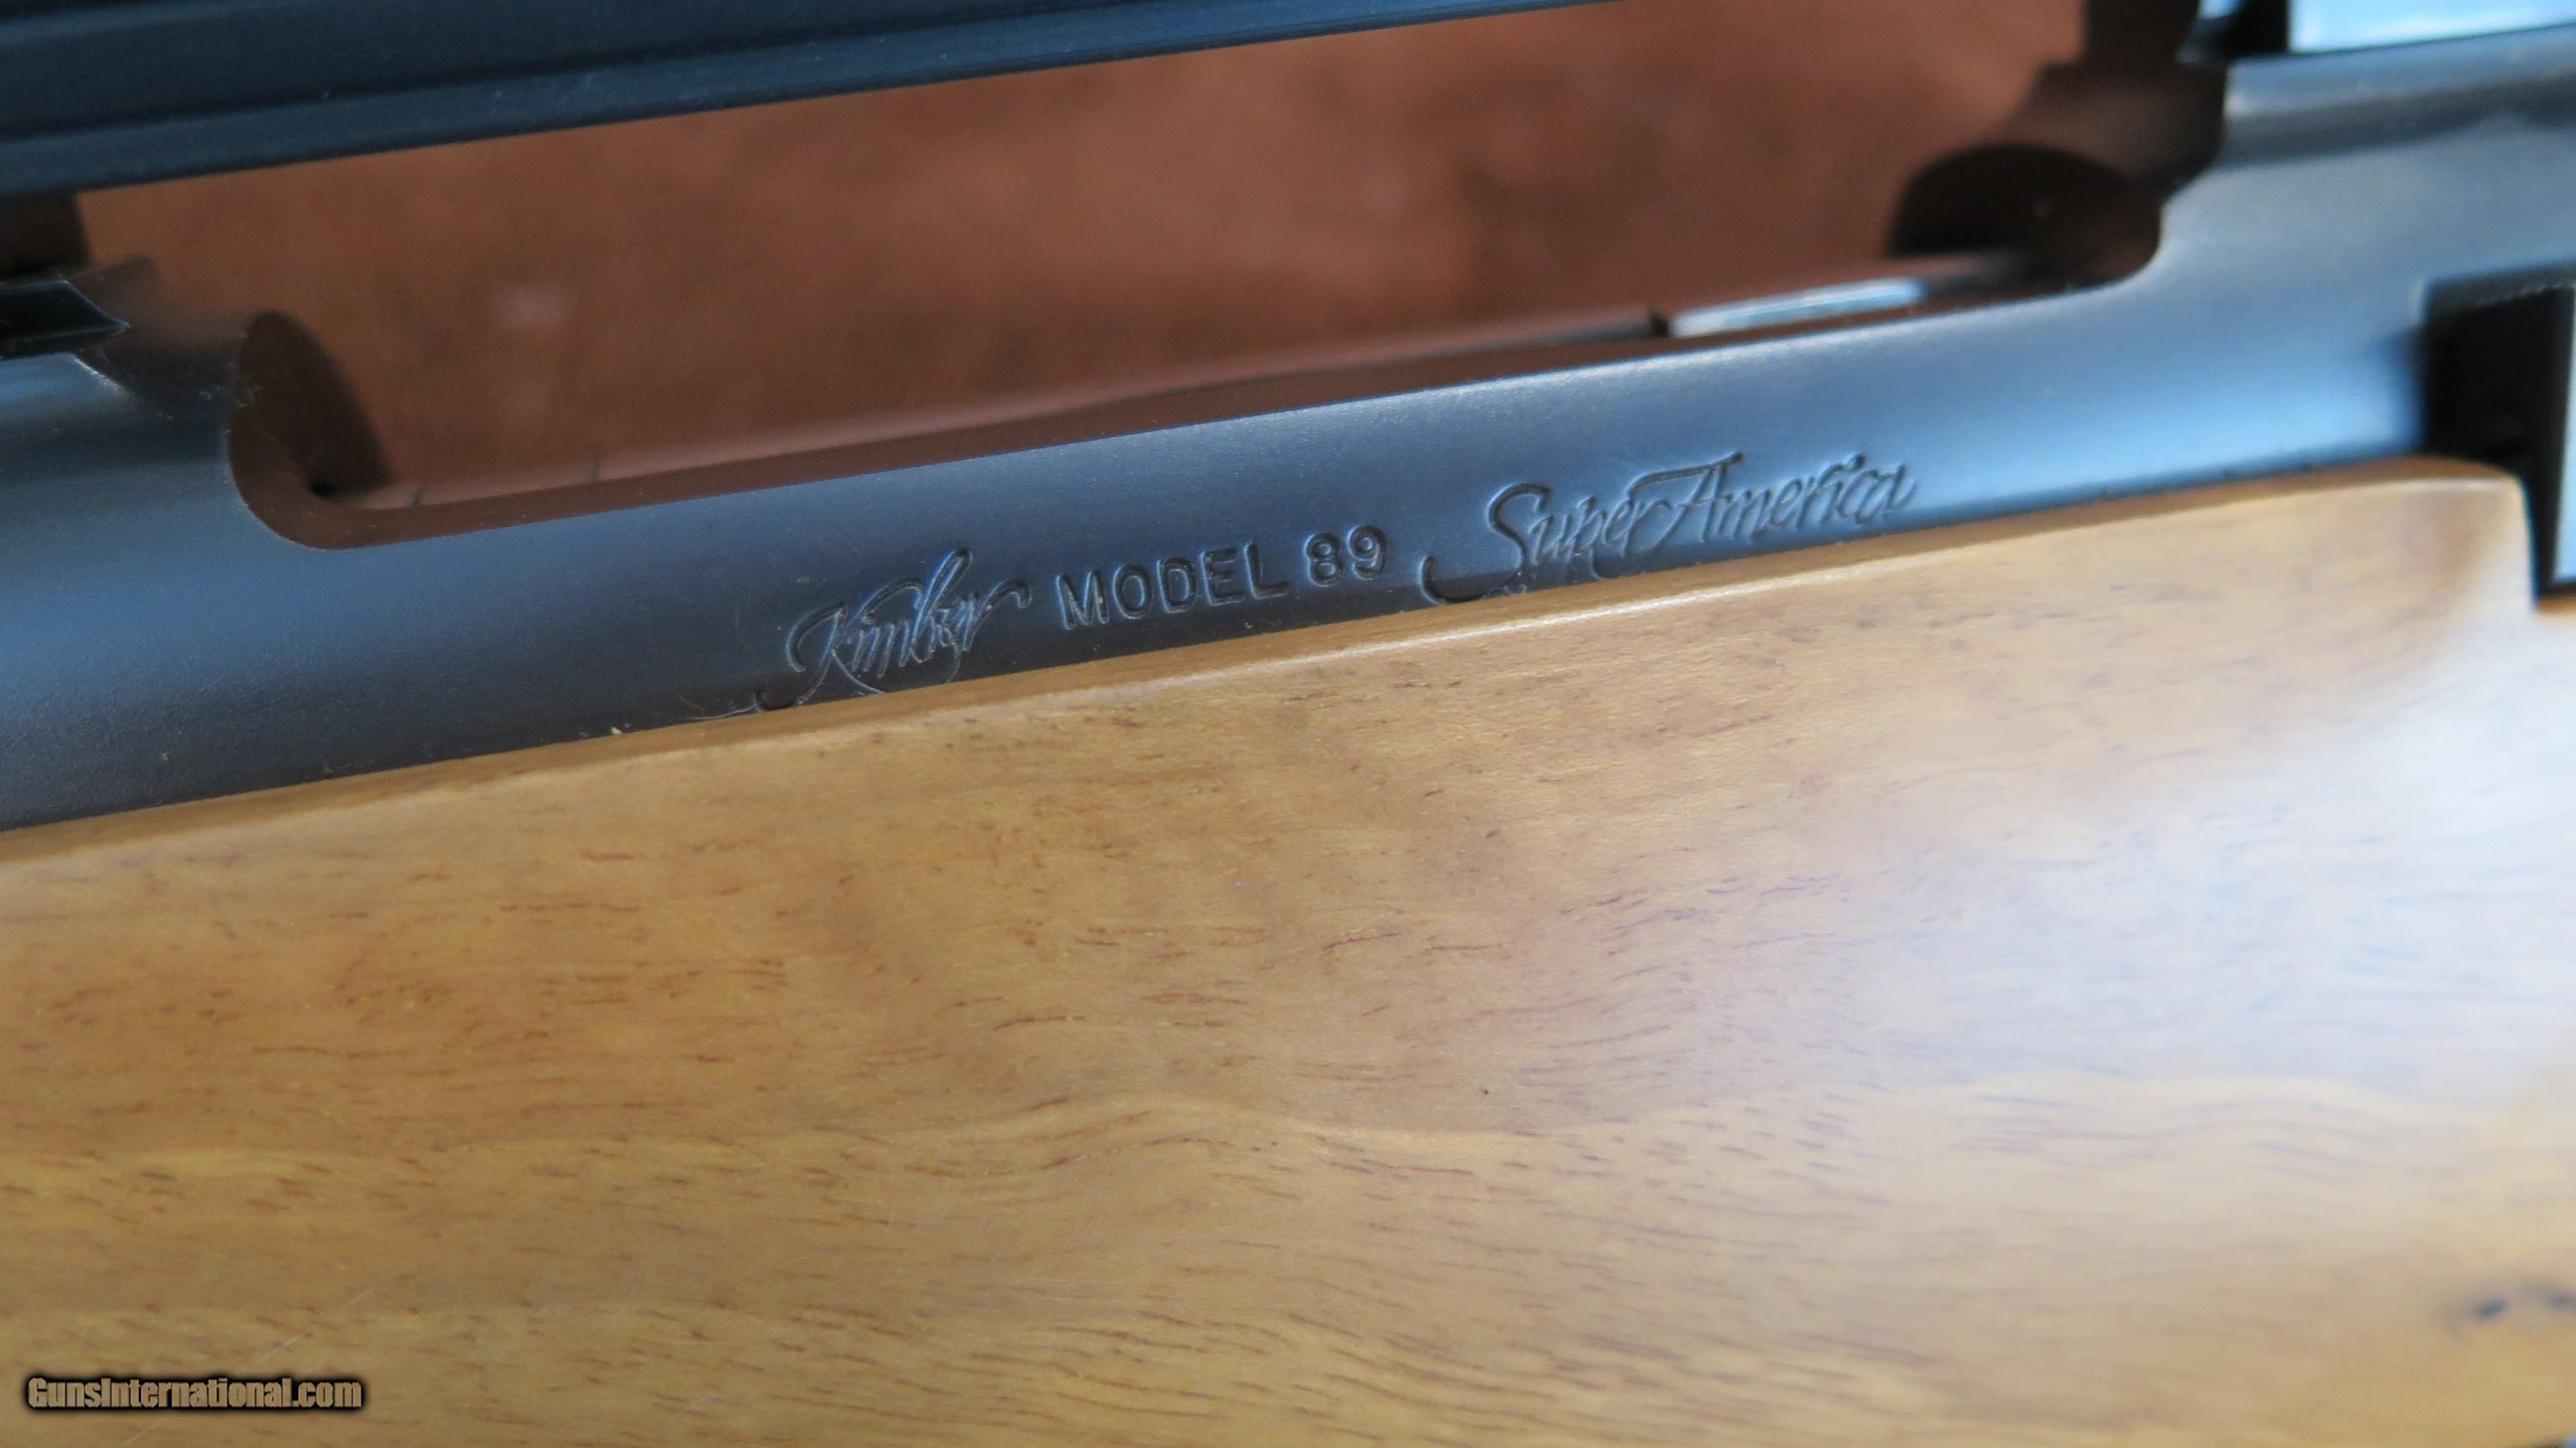 Kimber MODEL 89 SuperAmerica
GunsInternational.com